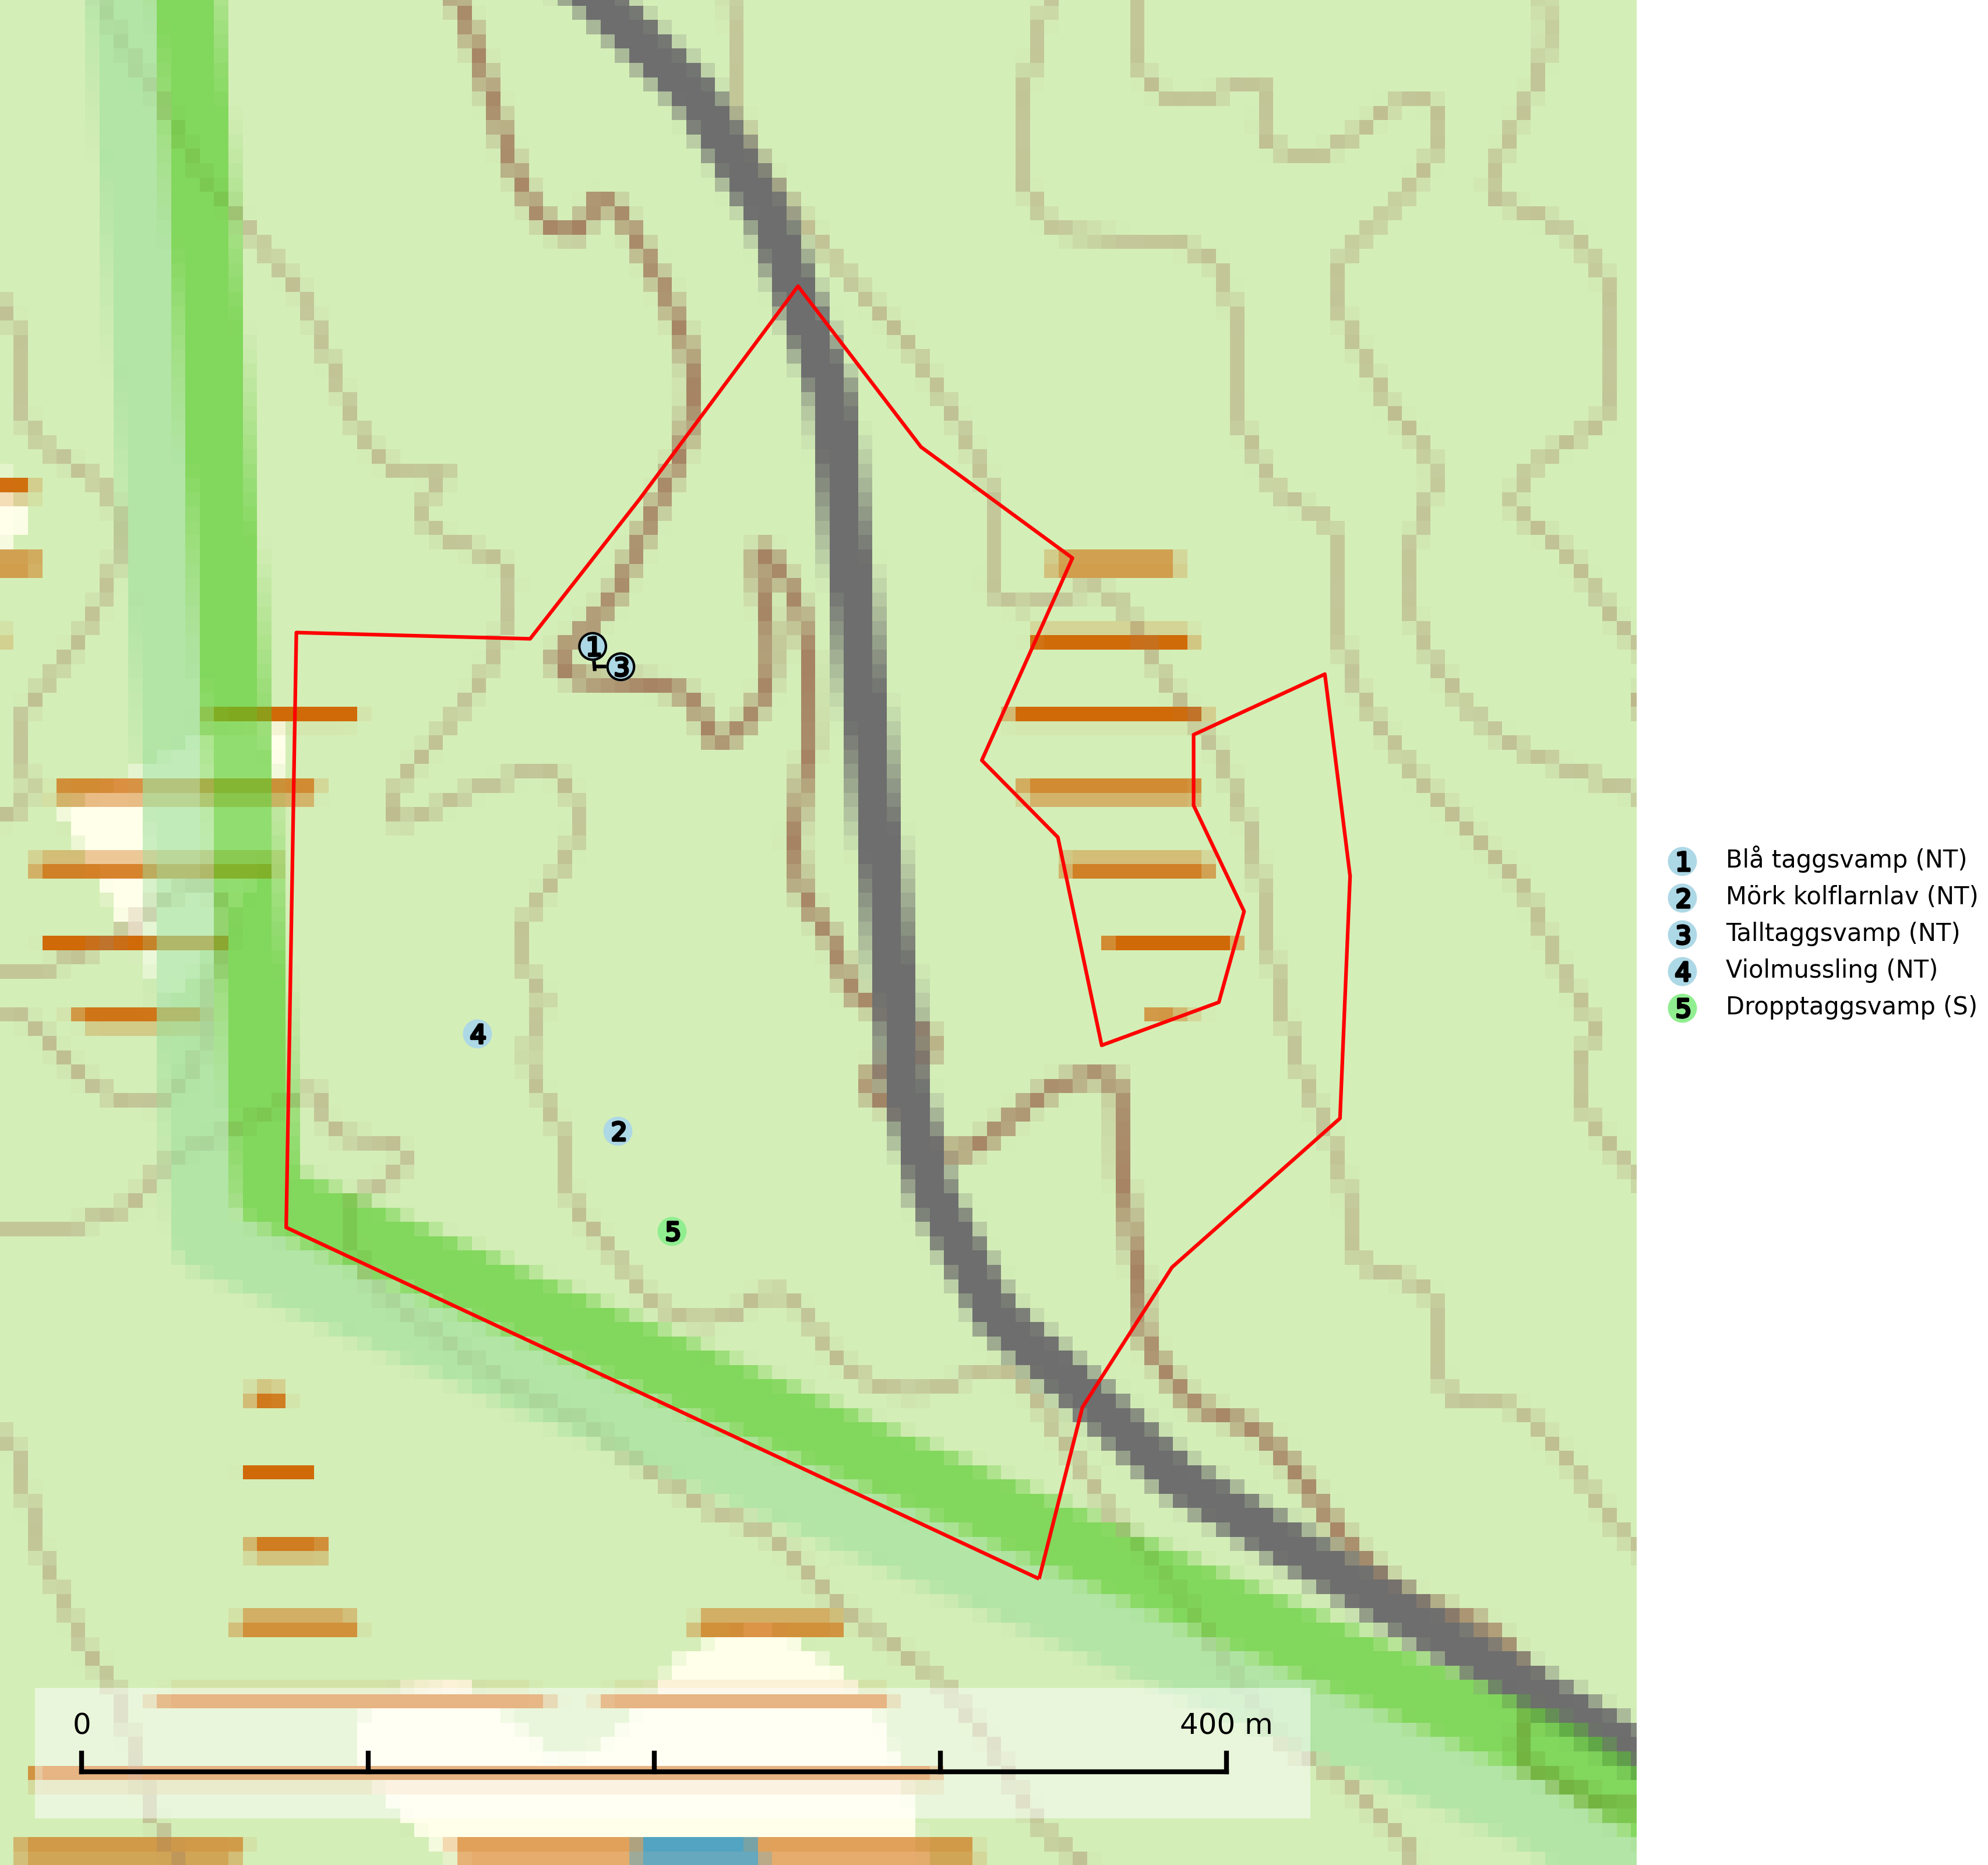 1
3
4
2
5
0
400 m
1 Blå taggsvamp (NT)
2 Mörk kolflarnlav (NT)
3 Talltaggsvamp (NT)
4 Violmussling (NT)
5 Dropptaggsvamp (S)